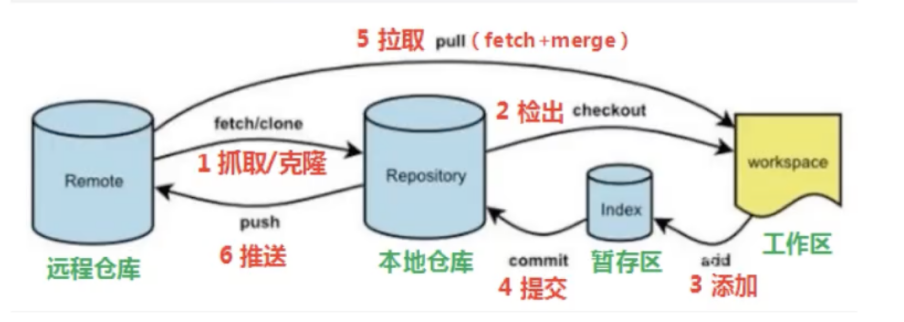 5 拉取 pull ( fetch+merge )
fetch/clone
1 抓取/克隆
2 检出 checkout
Remote
Repository
workspace
Index
push
6 推送
远程仓库
本地仓库
commit
4 提交
暂存区
add
3 添加
工作区